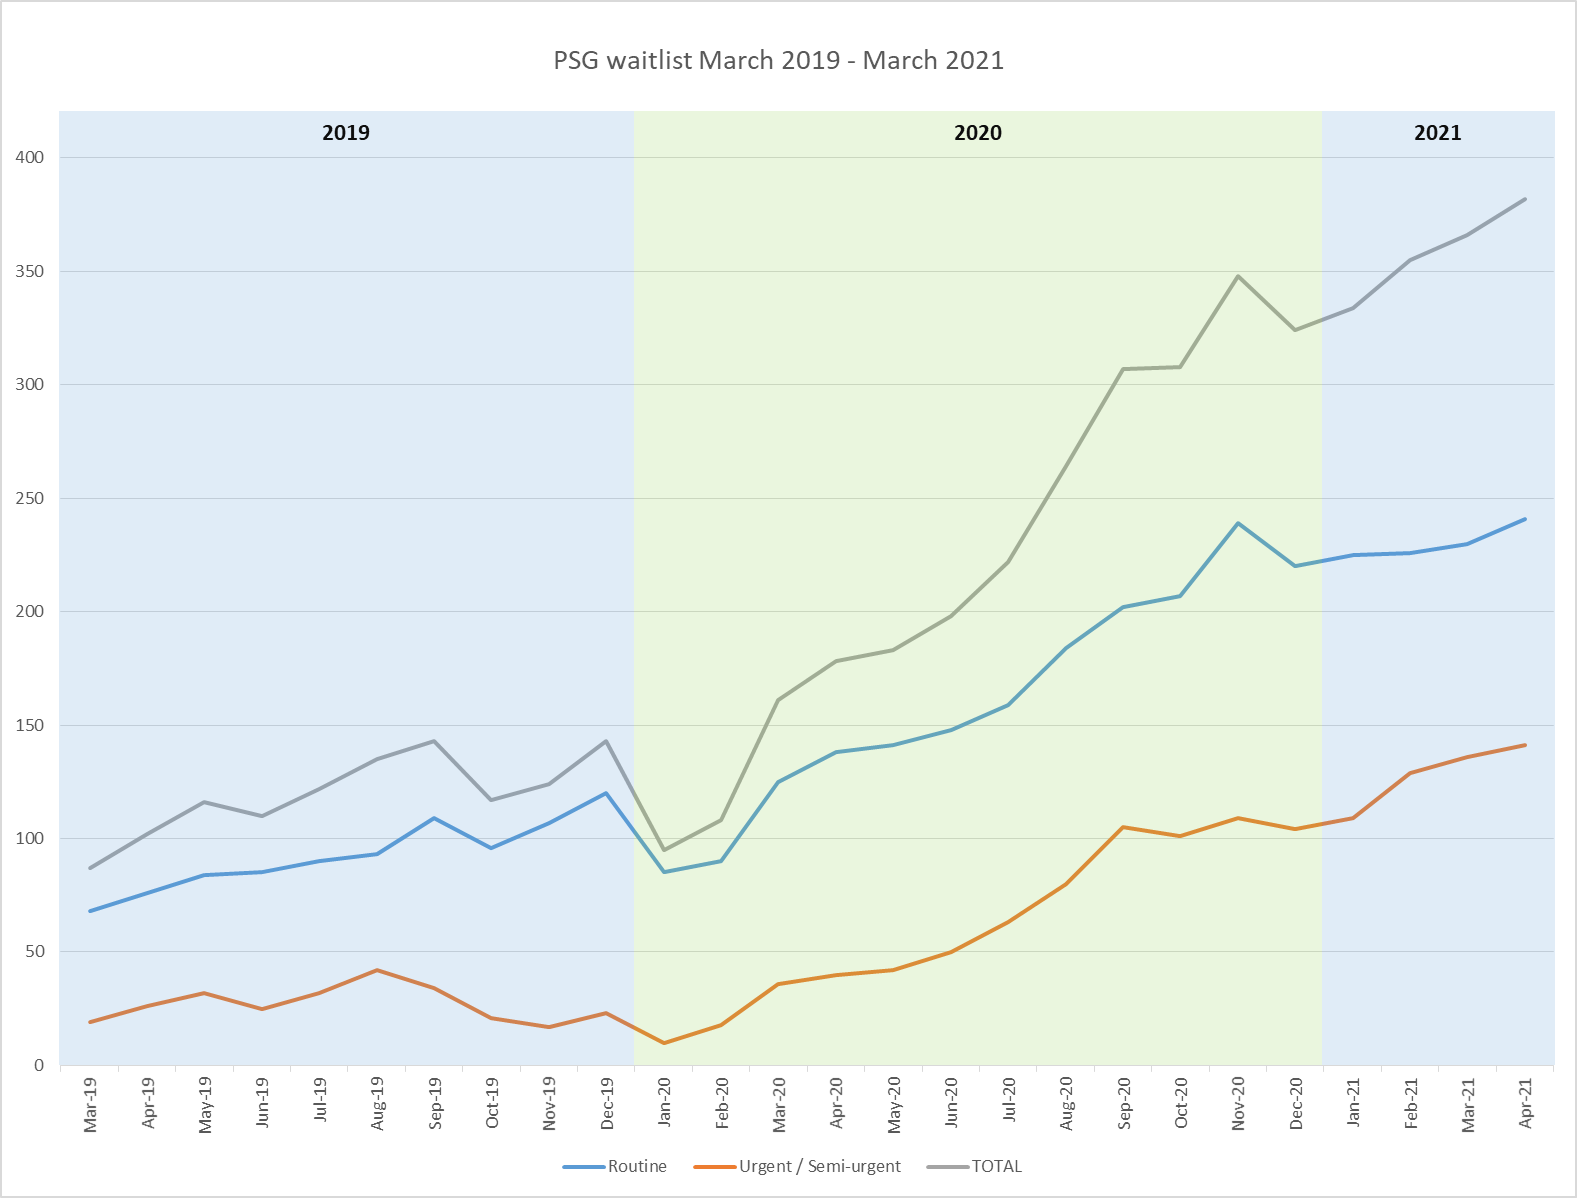 PSG waitlist March 2019 - March 2021
2019 2020 2021
400
350
300
250
200
150
100
50
0
Mar-19 Apr-19 May-19 Jun-19 Jul-19 Aug-19 Sep-19 Oct-19 Nov-19 Dec-19 Jan-20 Feb-20 Mar-20 Apr-20 May-20 Jun-20 Jul-20 Aug-20 Sep-20 Oct-20 Nov-20 Dec-20 Jan-21 Feb-21 Mar-21 Apr-21
Routine Urgent / Semi-urgent TOTAL